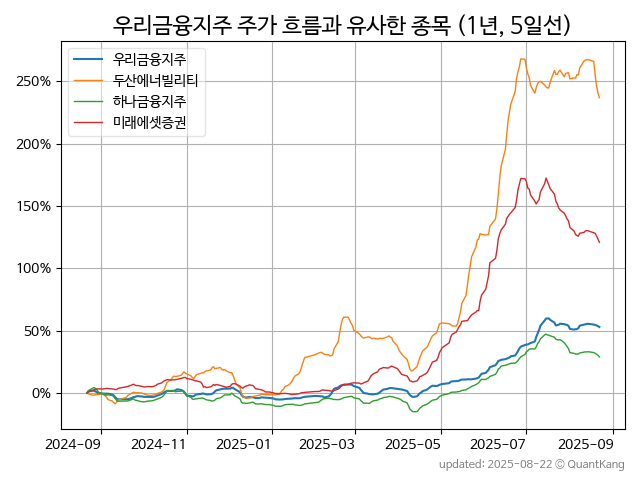 우리금융지주 주가 흐름과 유사한 종목 (1년, 5일선)
우리금융지주
두산에너빌리티
하나금융지주
미래에셋증권
250%
200%
150%
100%
50%
0%
2024-09 2024-11 2025-01 2025-03 2025-05 2025-07 2025-09
updated: 2025-08-22 © QuantKang